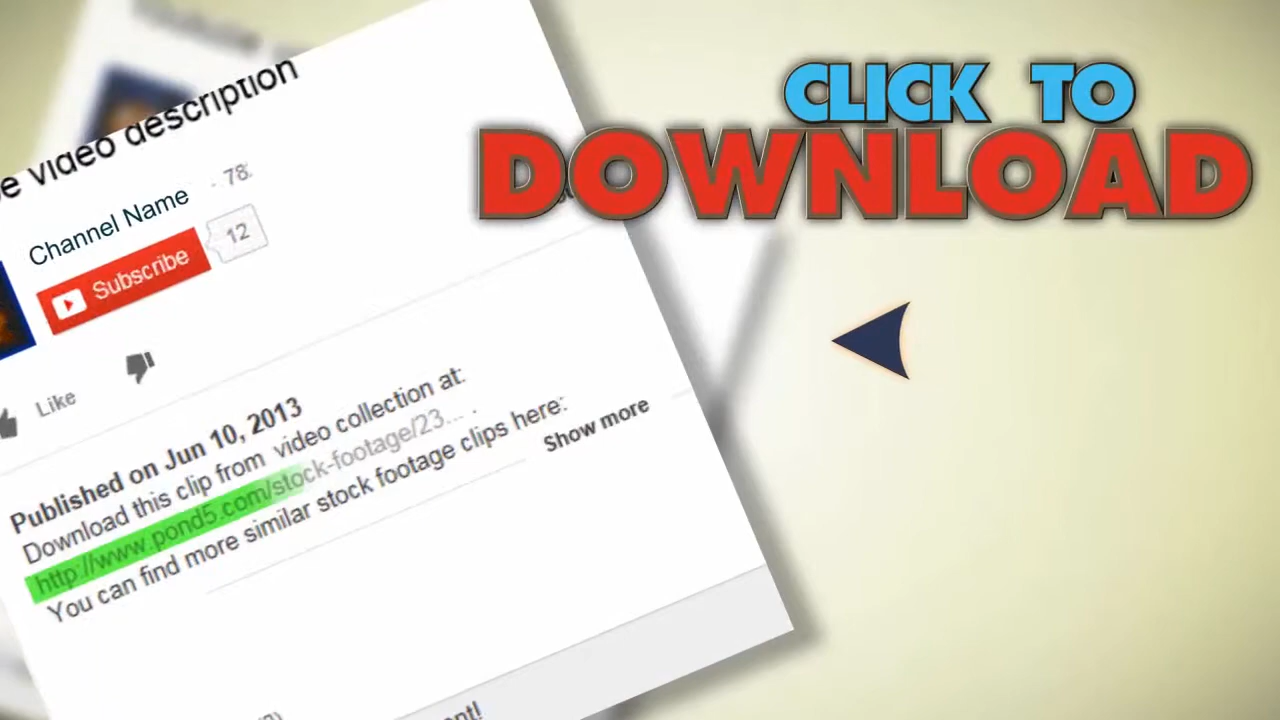 CLICK TO
DOWNLOAD
video description
Channel Name
78
Subscribe
12
Like
Published on Jun 10, 2013
Download this clip from video collection at:
http://www.pond5.com/stock-footage/23...
You can find more similar stock footage clips here:
Show more